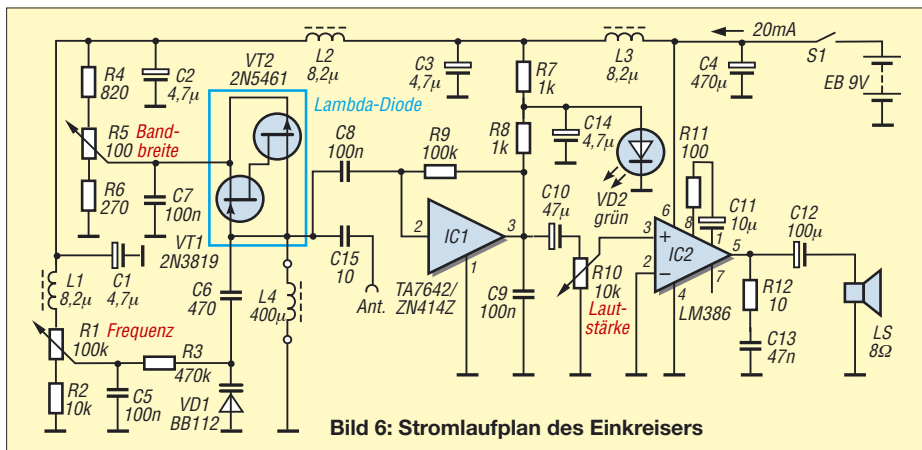 L2
8,2µ
L3
8,2µ
20mA
S1
EB 9V
VT2
2N5461
Lambda-Diode
R4
820
C2
4,7µ
C3
4,7µ
R7
1k
C4
470µ
R5
100
Band-
breite
C8
100n
R9
100k
R8
1k
C14
4,7µ
R11
100
R6
270
C7
100n
VT1
2N3819
VD2
grün
C10
47µ
C11
10µ
C12
100µ
2
IC1
3
1
TA7642/
ZN414Z
6
8
1
3
+
IC2
5
2
–
4
7
LM386
C15
10
Ant.
C1
4,7µ
L1
8,2µ
C6
470
L4
400µ
C9
100n
R10
10k
Laut-
stärke
R12
10
LS
8Ω
R1
100k
Frequenz
R3
470k
C13
47n
R2
10k
C5
100n
VD1
BB112
Bild 6: Stromlaufplan des Einkreisers